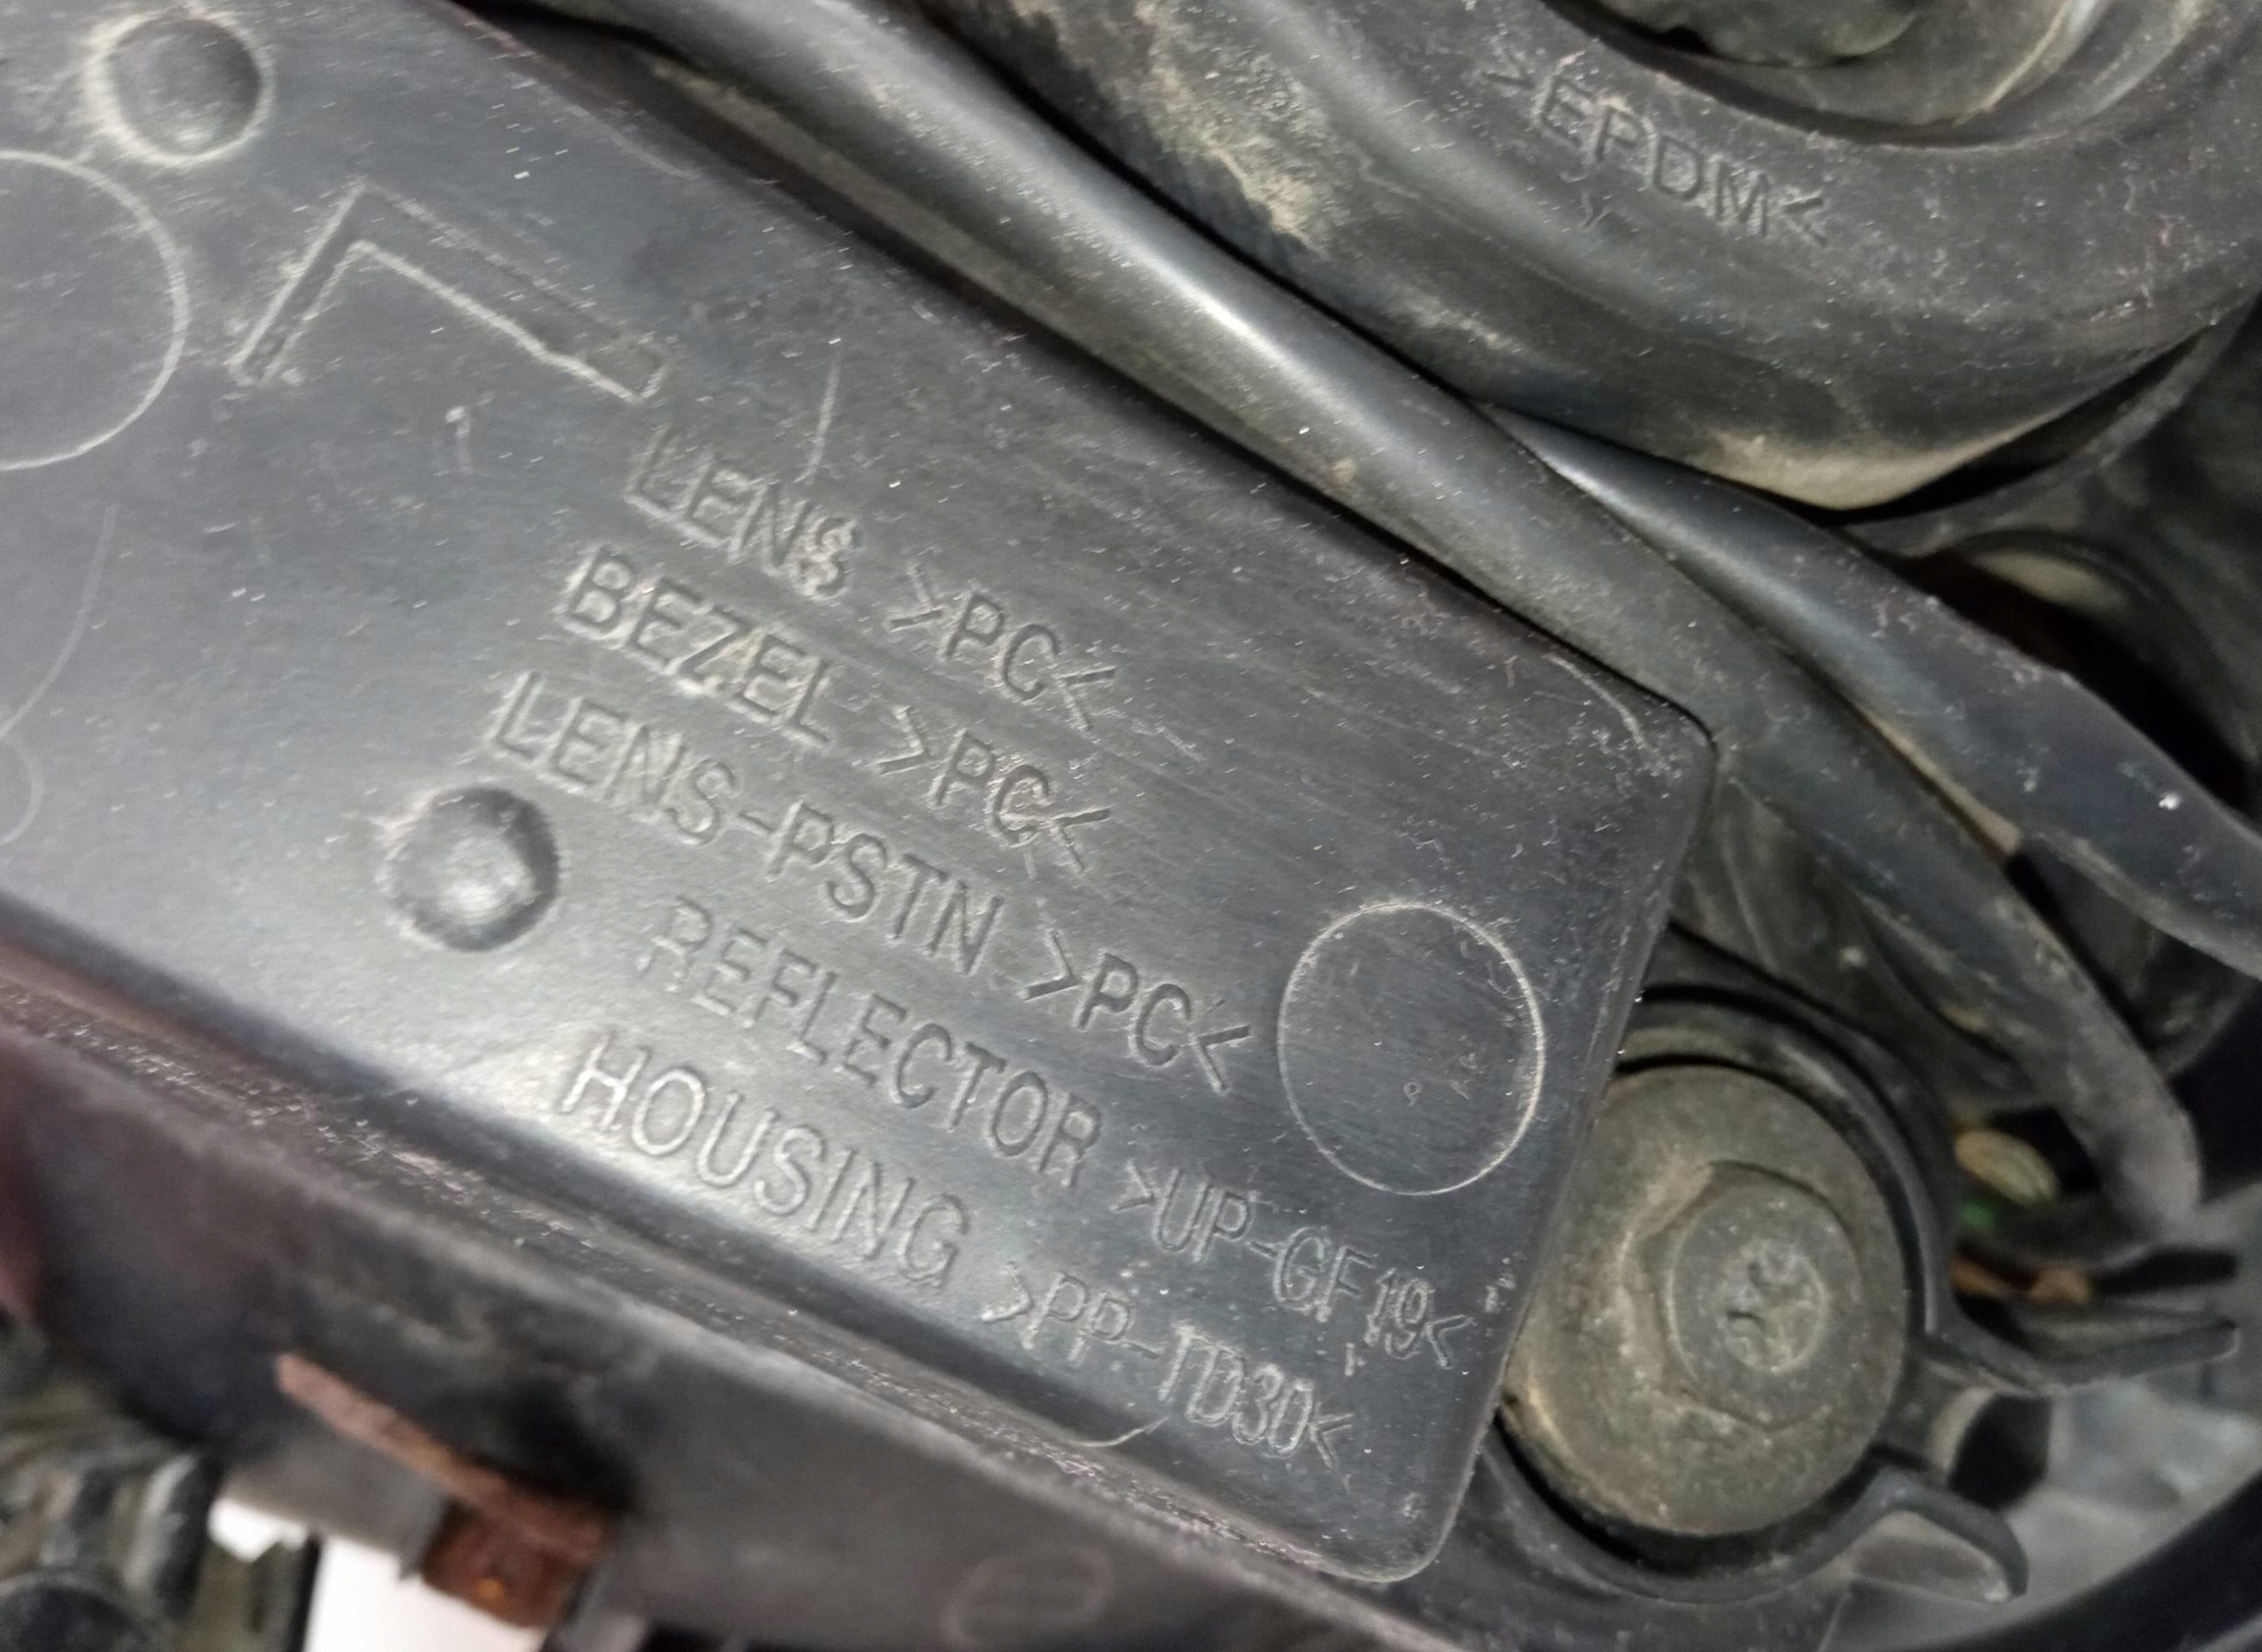 >EPDM<
LENS >PC<
BEZEL >PC<
LENS-PSTN >PC<
REFLECTOR >UP-GF19<
HOUSING >PP-TD30<